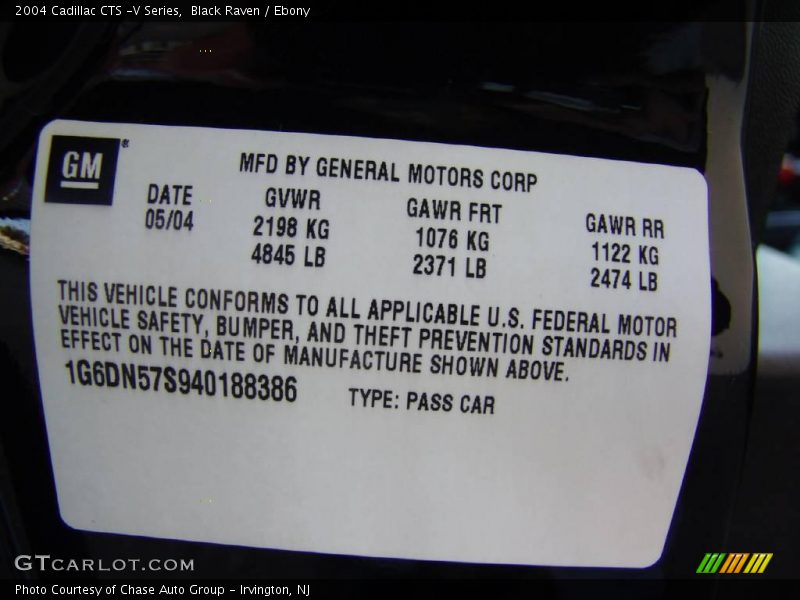 2004 Cadillac CTS -V Series, Black Raven / Ebony
GM®
MFD BY GENERAL MOTORS CORP
DATE GVWR GAWR FRT GAWR RR
05/04 2198 KG 1076 KG 1122 KG
4845 LB 2371 LB 2474 LB
THIS VEHICLE CONFORMS TO ALL APPLICABLE U.S. FEDERAL MOTOR
VEHICLE SAFETY, BUMPER, AND THEFT PREVENTION STANDARDS IN
EFFECT ON THE DATE OF MANUFACTURE SHOWN ABOVE.
1G6DN57S940188386 TYPE: PASS CAR
GTCARLOT.COM
Photo Courtesy of Chase Auto Group - Irvington, NJ